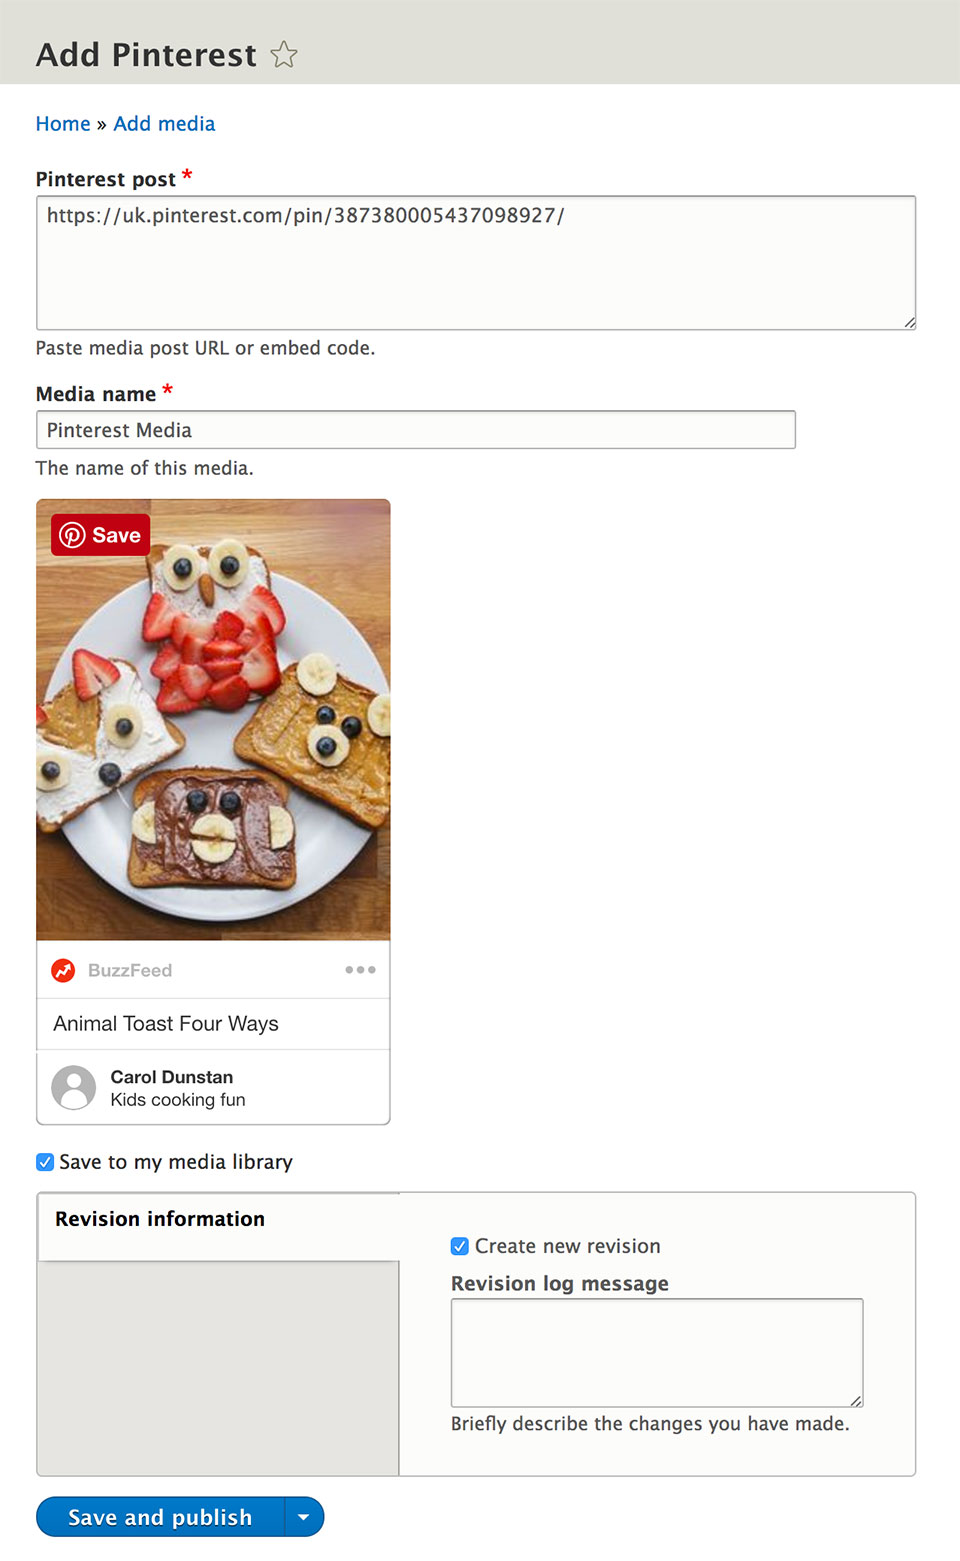 Add Pinterest
Home » Add media
Pinterest post *
https://uk.pinterest.com/pin/387380005437098927/
Paste media post URL or embed code.
Media name *
Pinterest Media
The name of this media.
Save
BuzzFeed
Animal Toast Four Ways
Carol Dunstan
Kids cooking fun
Save to my media library
Revision information
Create new revision
Revision log message
Briefly describe the changes you have made.
Save and publish